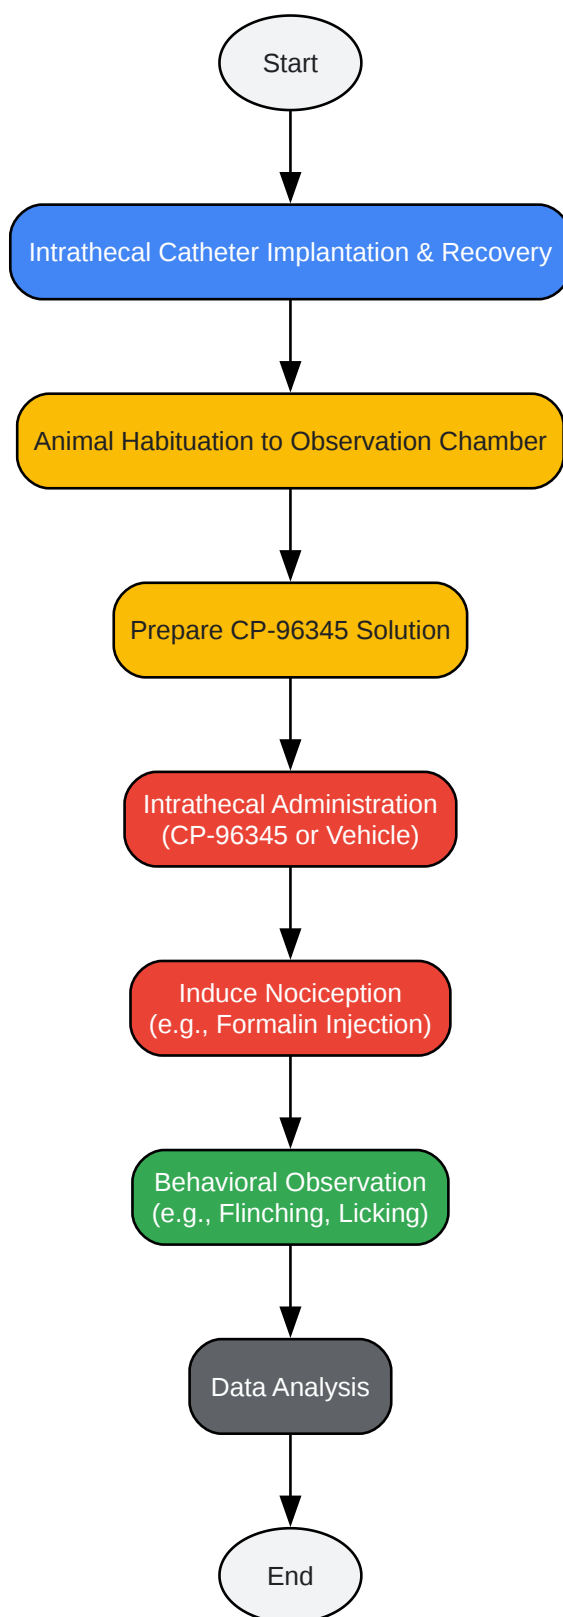 Start
Intrathecal Catheter Implantation & Recovery
Animal Habituation to Observation Chamber
Prepare CP-96345 Solution
Intrathecal Administration
(CP-96345 or Vehicle)
Induce Nociception
(e.g., Formalin Injection)
Behavioral Observation
(e.g., Flinching, Licking)
Data Analysis
End